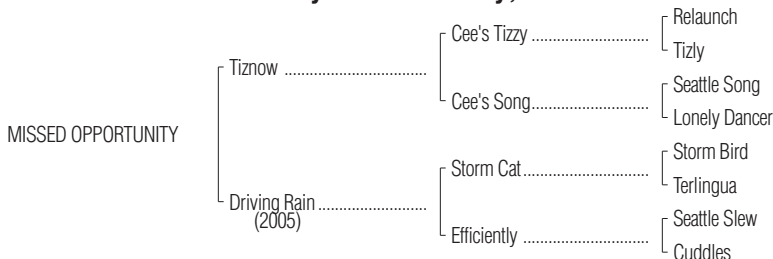 Relaunch
Cee's Tizzy
Tizly
Tiznow
Seattle Song
Cee's Song
Lonely Dancer
MISSED OPPORTUNITY
Storm Bird
Storm Cat
Terlingua
Driving Rain
(2005)
Seattle Slew
Efficiently
Cuddles